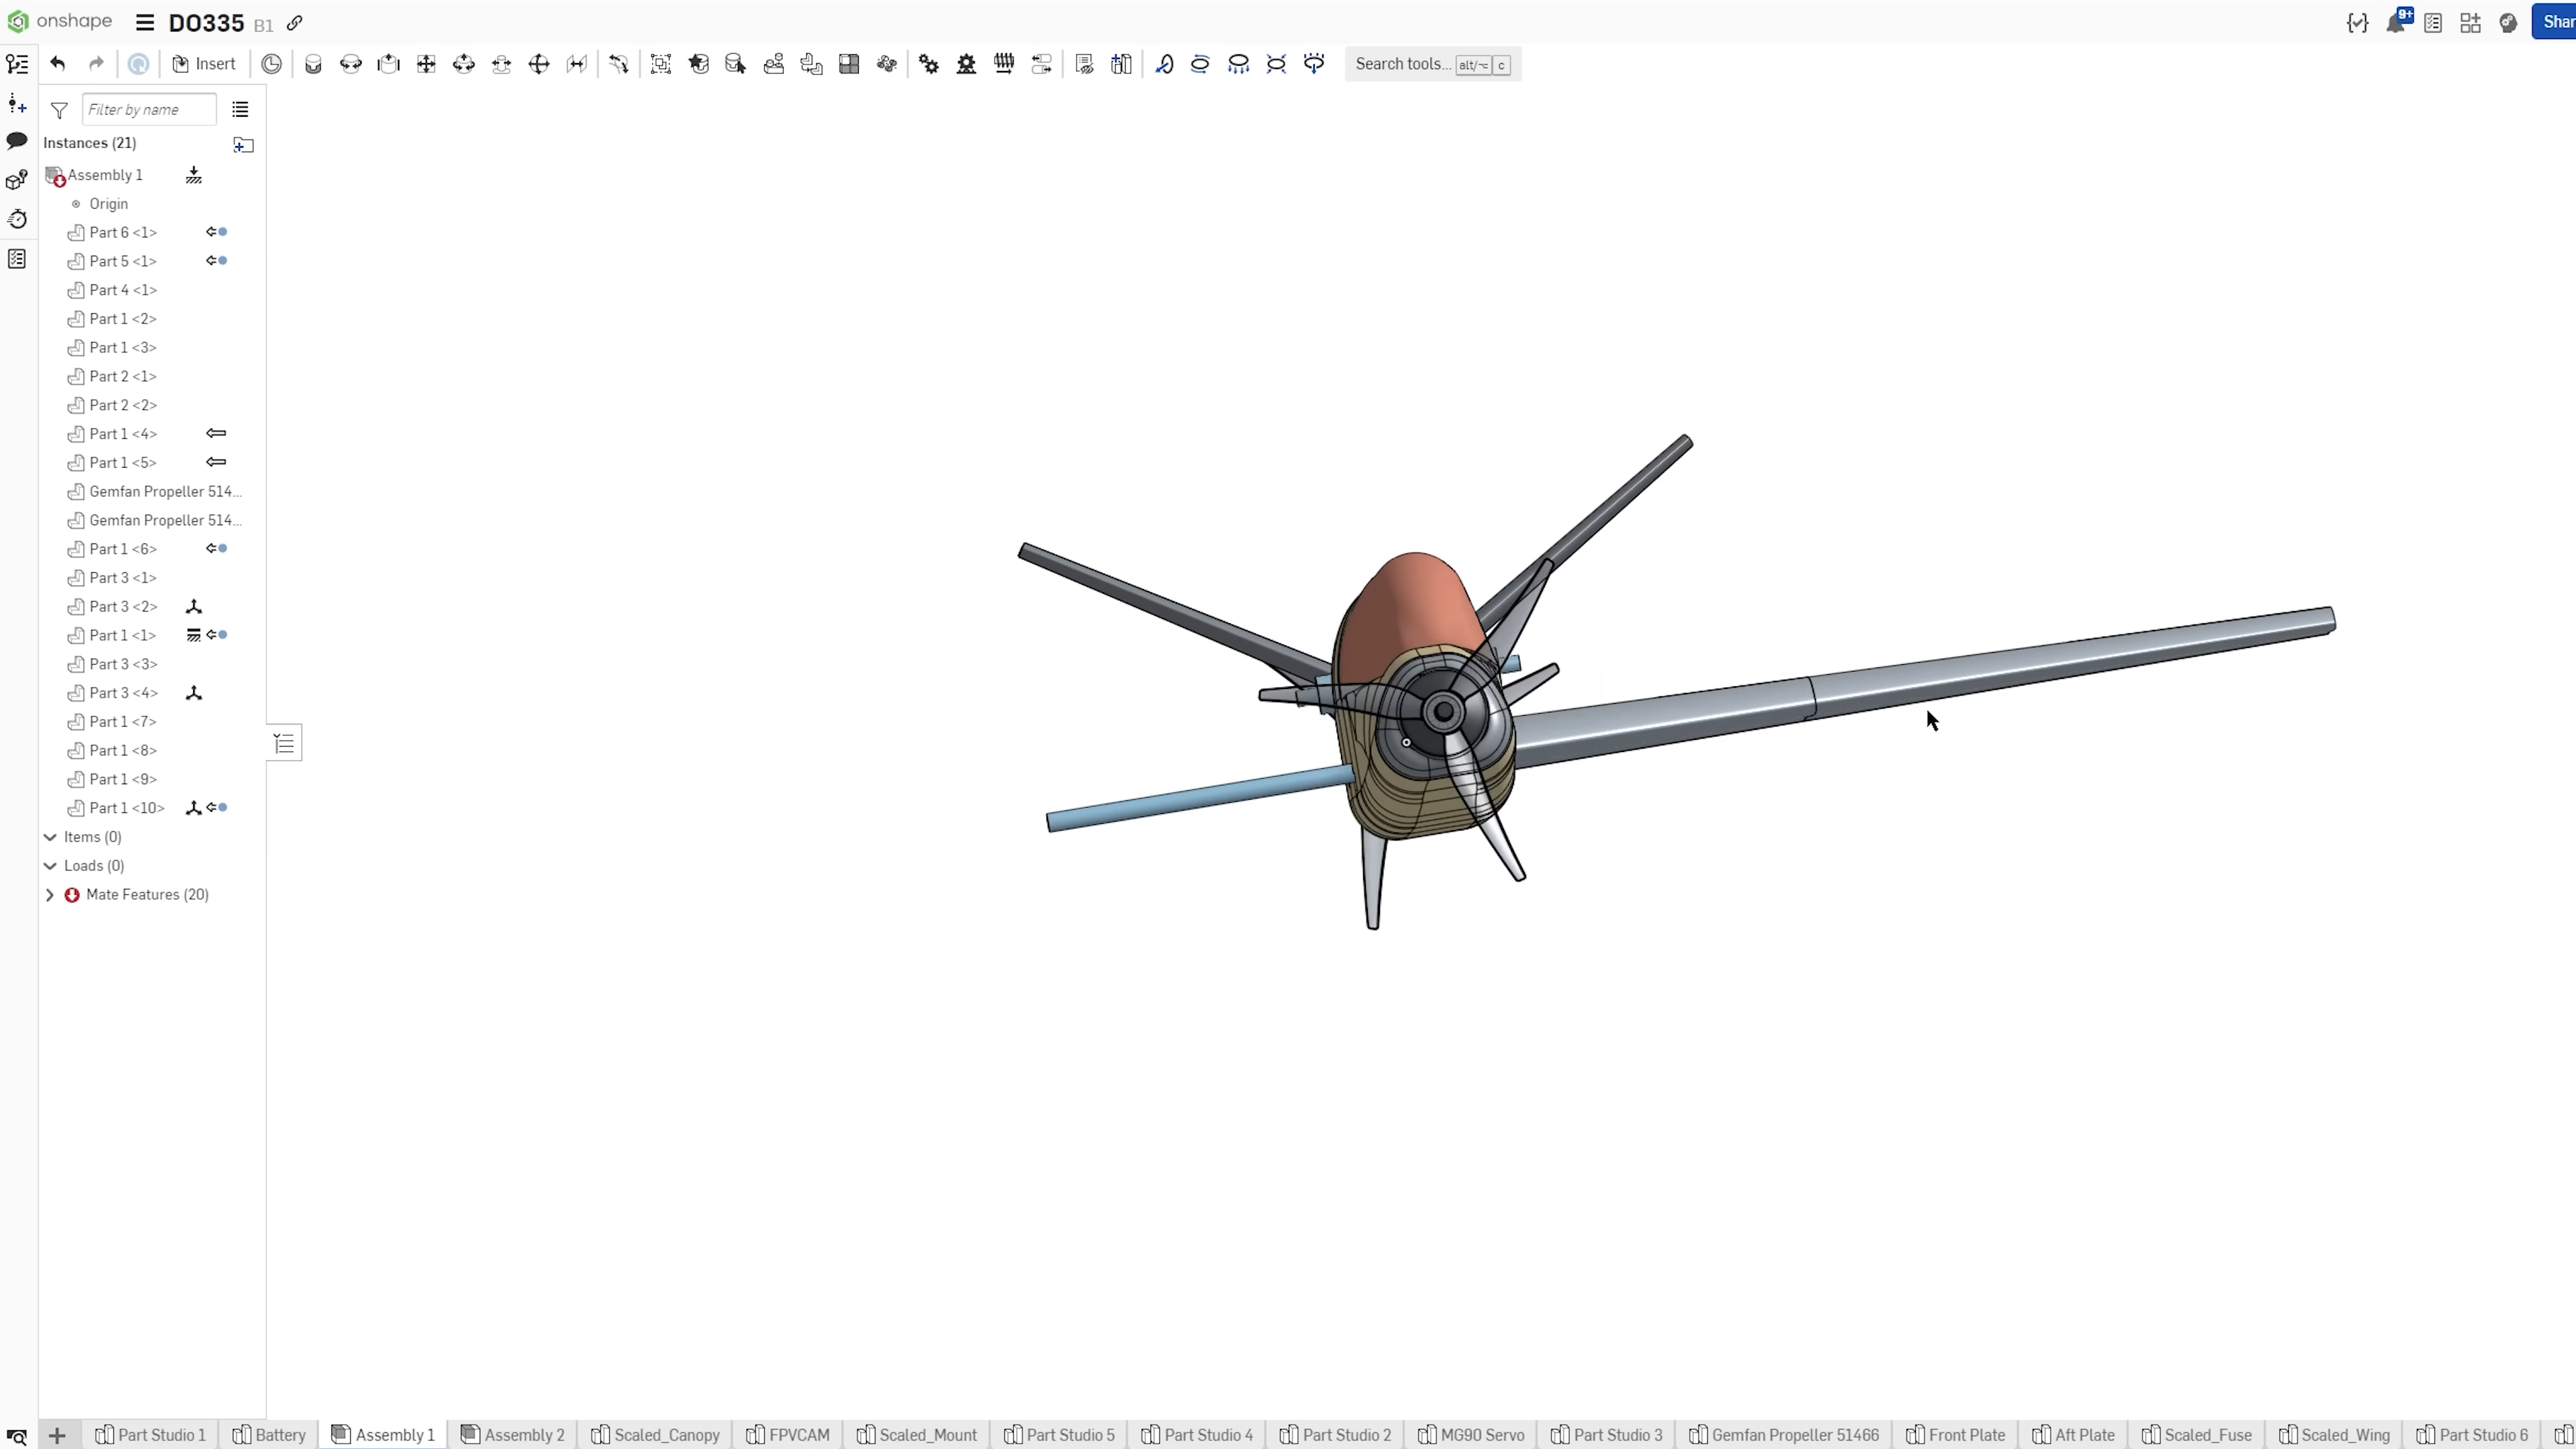 onshape DO335 B1 9+ Shar
Insert Search tools... alt/⌥ c
Filter by name
Instances (21)
Assembly 1
Origin
Part 6 <1>
Part 5 <1>
Part 4 <1>
Part 1 <2>
Part 1 <3>
Part 2 <1>
Part 2 <2>
Part 1 <4>
Part 1 <5>
Gemfan Propeller 514...
Gemfan Propeller 514...
Part 1 <6>
Part 3 <1>
Part 3 <2>
Part 1 <1>
Part 3 <3>
Part 3 <4>
Part 1 <7>
Part 1 <8>
Part 1 <9>
Part 1 <10>
Items (0)
Loads (0)
Mate Features (20)
Part Studio 1 Battery Assembly 1 Assembly 2 Scaled_Canopy FPVCAM Scaled_Mount Part Studio 5 Part Studio 4 Part Studio 2 MG90 Servo Part Studio 3 Gemfan Propeller 51466 Front Plate Aft Plate Scaled_Fuse Scaled_Wing Part Studio 6